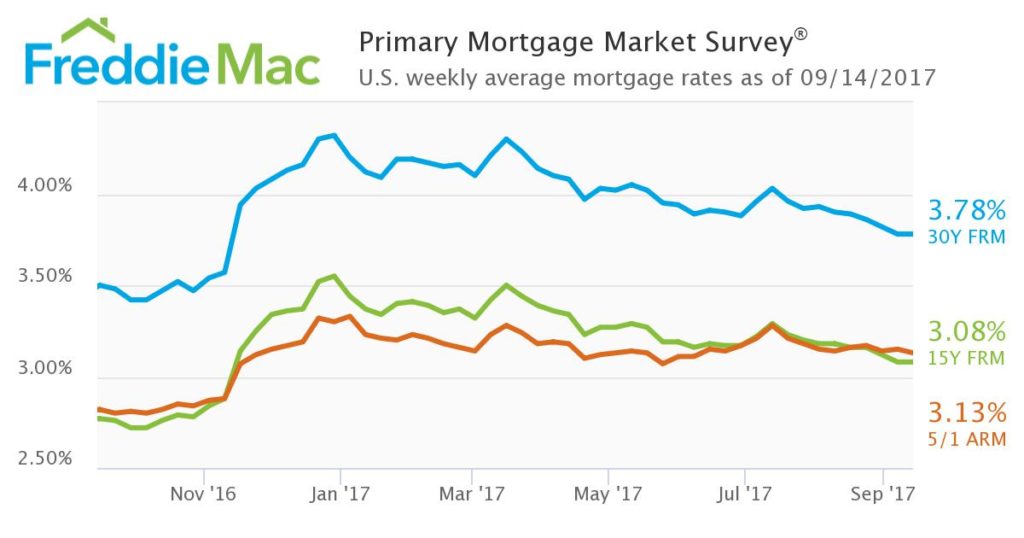 FreddieMac
Primary Mortgage Market Survey®
U.S. weekly average mortgage rates as of 09/14/2017
4.00%
3.50%
3.00%
2.50%
Nov '16
Jan '17
Mar '17
May '17
Jul '17
Sep '17
3.78%
30Y FRM
3.08%
15Y FRM
3.13%
5/1 ARM